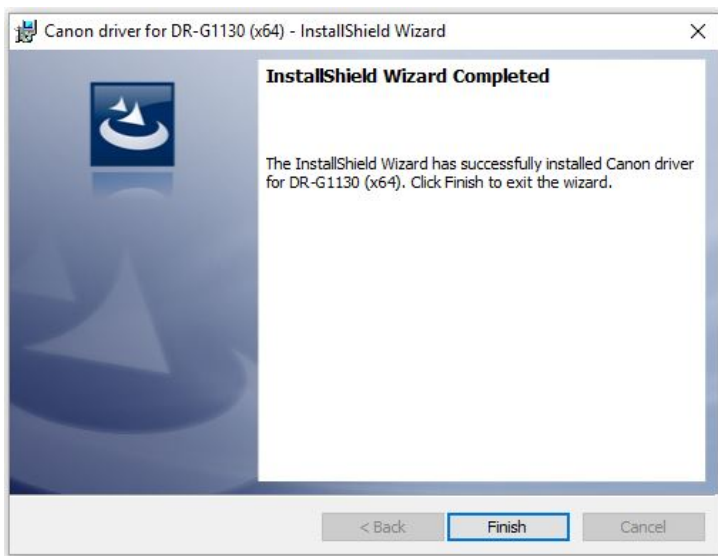 Canon driver for DR-G1130 (x64) - InstallShield Wizard
InstallShield Wizard Completed
The InstallShield Wizard has successfully installed Canon driver
for DR-G1130 (x64). Click Finish to exit the wizard.
< Back
Finish
Cancel